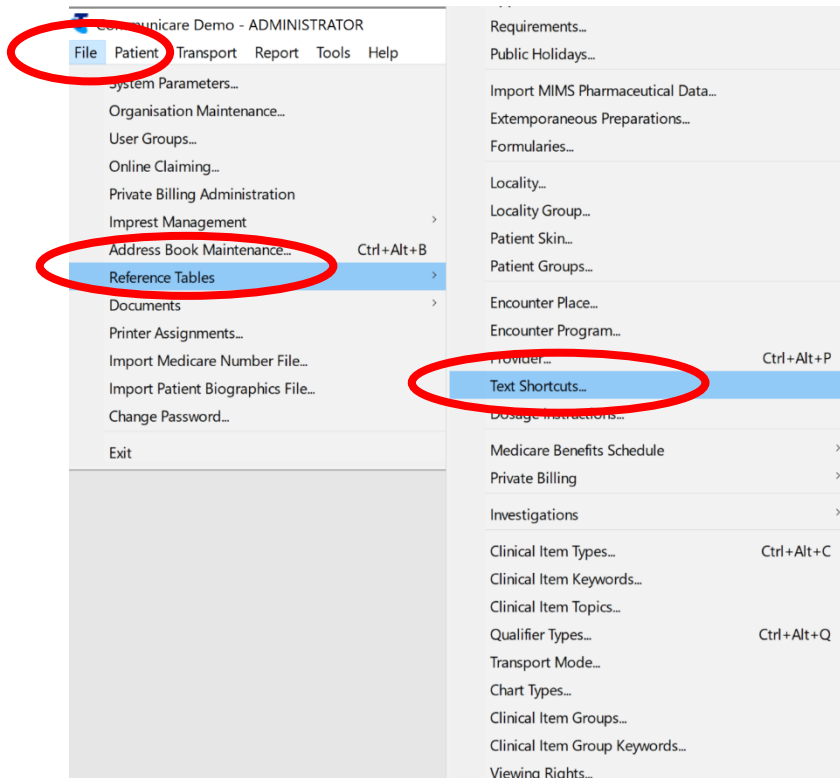 Communicare Demo - ADMINISTRATOR
File Patient Transport Report Tools Help
System Parameters...
Organisation Maintenance...
User Groups...
Online Claiming...
Private Billing Administration
Imprest Management
Address Book Maintenance... Ctrl+Alt+B
Reference Tables
Documents
Printer Assignments...
Import Medicare Number File...
Import Patient Biographics File...
Change Password...
Exit
Requirements...
Public Holidays...
Import MIMS Pharmaceutical Data...
Extemporaneous Preparations...
Formularies...
Locality...
Locality Group...
Patient Skin...
Patient Groups...
Encounter Place...
Encounter Program...
Provider... Ctrl+Alt+P
Text Shortcuts...
Dosage Instructions...
Medicare Benefits Schedule
Private Billing
Investigations
Clinical Item Types... Ctrl+Alt+C
Clinical Item Keywords...
Clinical Item Topics...
Qualifier Types... Ctrl+Alt+Q
Transport Mode...
Chart Types...
Clinical Item Groups...
Clinical Item Group Keywords...
Viewing Rights...